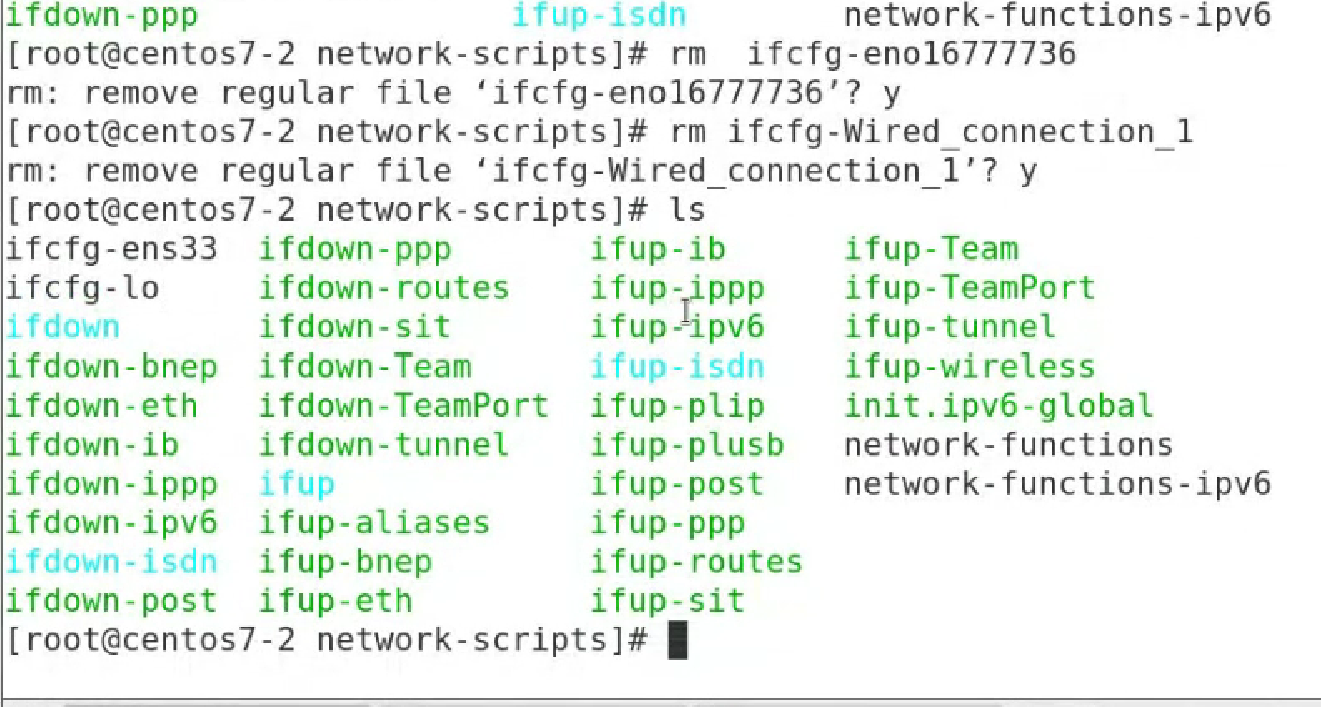 ifdown-ppp ifup-isdn network-functions-ipv6
[root@centos7-2 network-scripts]# rm  ifcfg-eno16777736
rm: remove regular file ‘ifcfg-eno16777736’? y
[root@centos7-2 network-scripts]# rm ifcfg-Wired_connection_1
rm: remove regular file ‘ifcfg-Wired_connection_1’? y
[root@centos7-2 network-scripts]# ls
ifcfg-ens33 ifdown-ppp ifup-ib ifup-Team
ifcfg-lo ifdown-routes ifup-ippp ifup-TeamPort
ifdown ifdown-sit ifup-ipv6 ifup-tunnel
ifdown-bnep ifdown-Team ifup-isdn ifup-wireless
ifdown-eth ifdown-TeamPort ifup-plip init.ipv6-global
ifdown-ib ifdown-tunnel ifup-plusb network-functions
ifdown-ippp ifup ifup-post network-functions-ipv6
ifdown-ipv6 ifup-aliases ifup-ppp
ifdown-isdn ifup-bnep ifup-routes
ifdown-post ifup-eth ifup-sit
[root@centos7-2 network-scripts]#